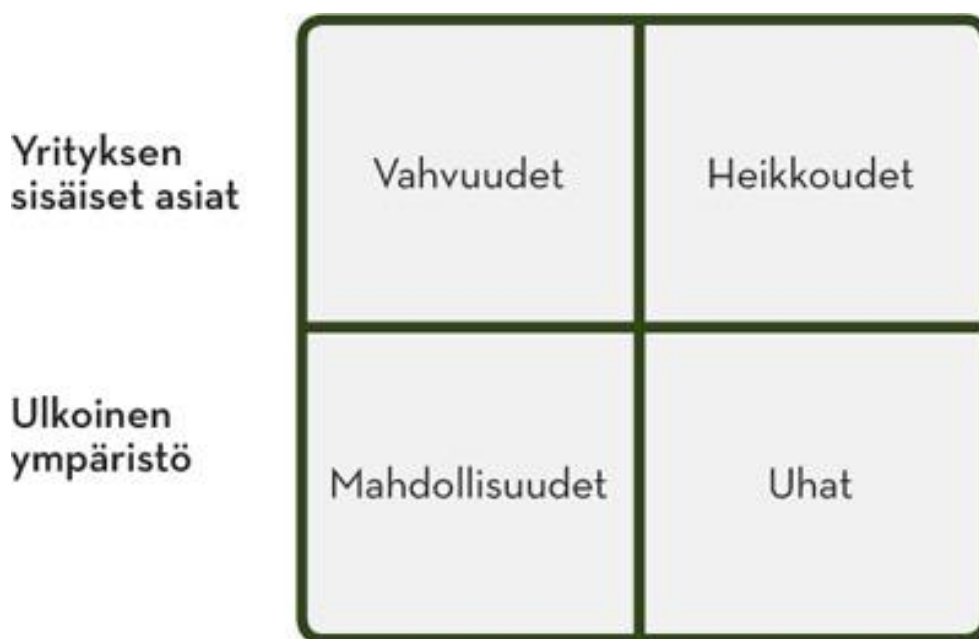 Yrityksen
sisäiset asiat
Vahvuudet
Heikkoudet
Ulkoinen
ympäristö
Mahdollisuudet
Uhat